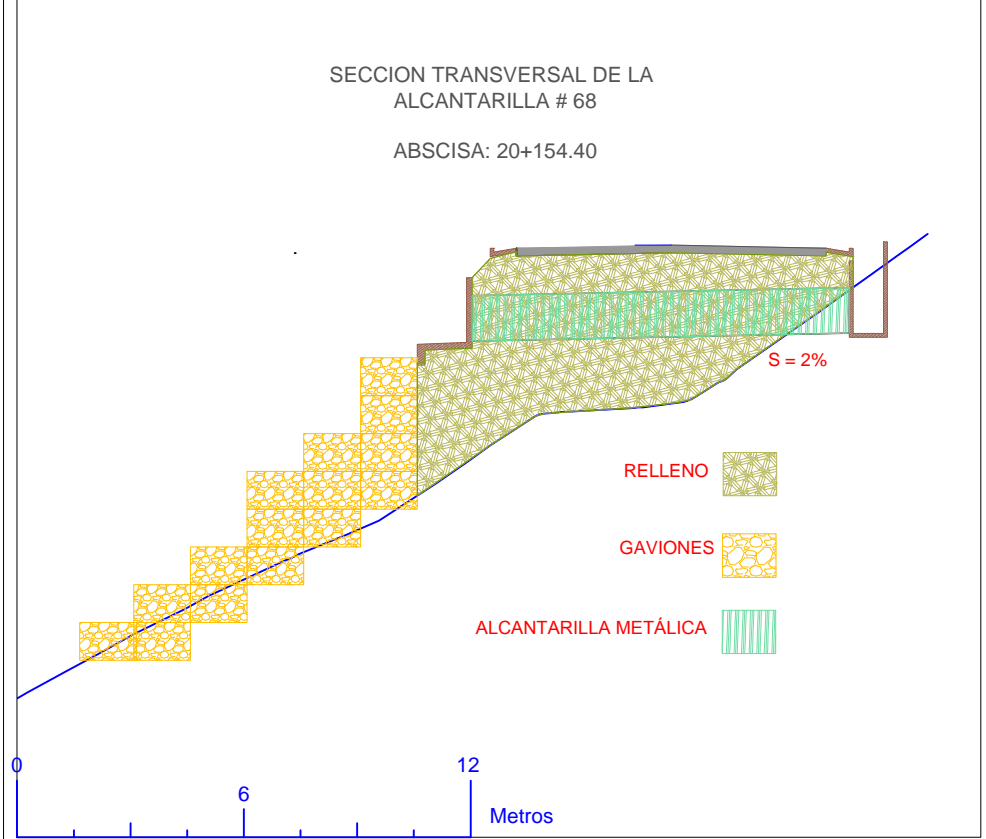 SECCION TRANSVERSAL DE LA
ALCANTARILLA # 68
ABSCISA: 20+154.40
S = 2%
RELLENO
GAVIONES
ALCANTARILLA METÁLICA
0
6
12
Metros